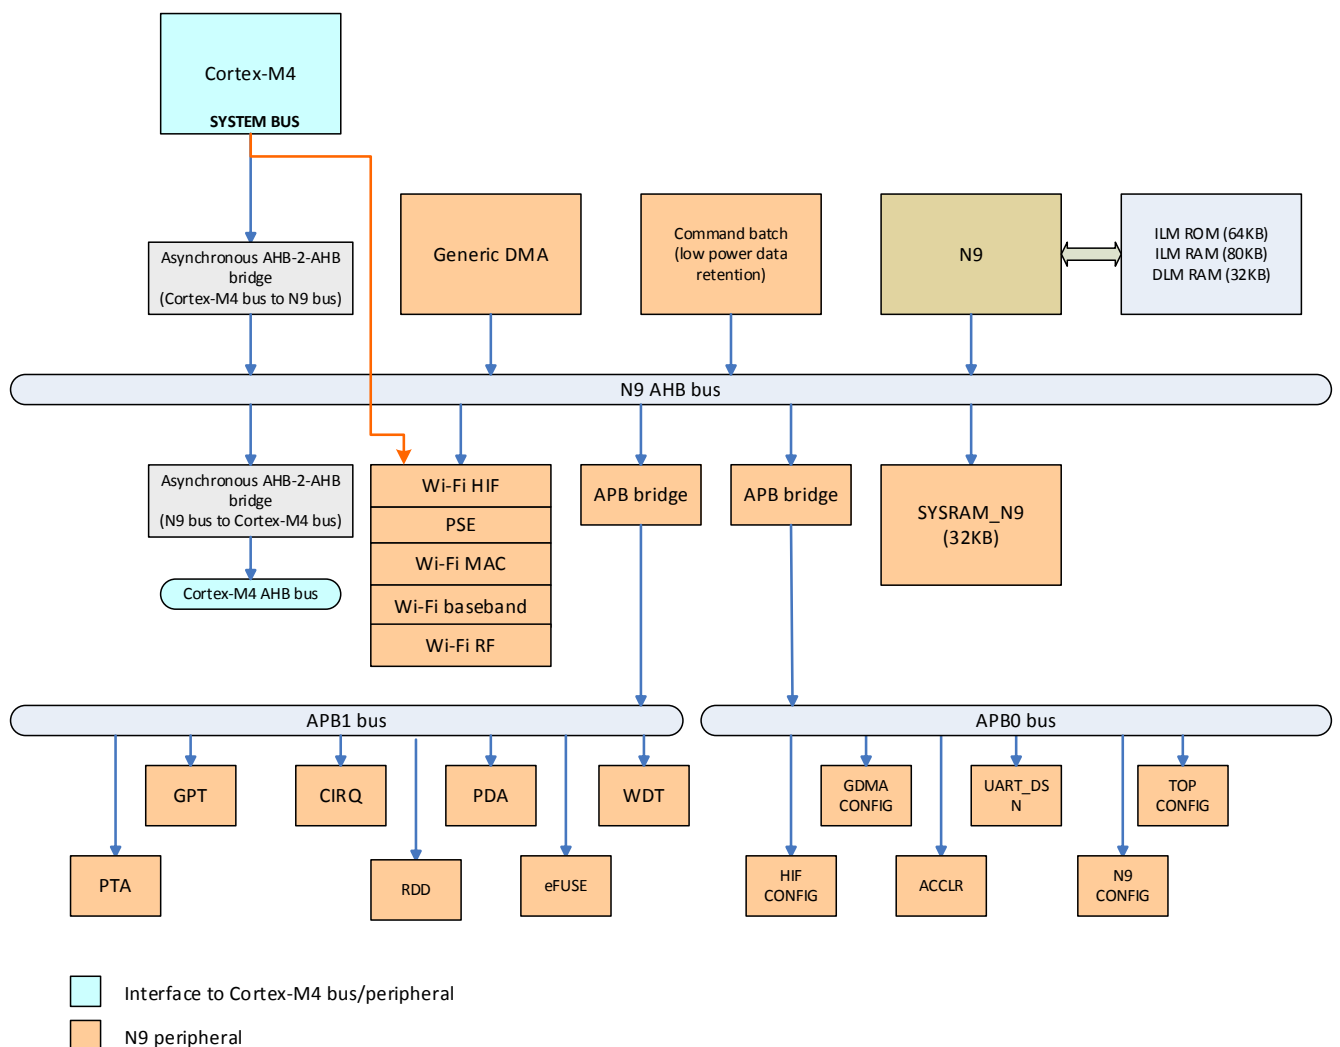 Cortex-M4
SYSTEM BUS
Asynchronous AHB-2-AHB
bridge
(Cortex-M4 bus to N9 bus)
Generic DMA
Command batch
(low power data
retention)
N9
ILM ROM (64KB)
ILM RAM (80KB)
DLM RAM (32KB)
N9 AHB bus
Asynchronous AHB-2-AHB
bridge
(N9 bus to Cortex-M4 bus)
Cortex-M4 AHB bus
Wi-Fi HIF
PSE
Wi-Fi MAC
Wi-Fi baseband
Wi-Fi RF
APB bridge
APB bridge
SYSRAM_N9
(32KB)
APB1 bus
APB0 bus
GPT
CIRQ
PDA
WDT
GDMA
CONFIG
UART_DS
N
TOP
CONFIG
PTA
RDD
eFUSE
HIF
CONFIG
ACCLR
N9
CONFIG
Interface to Cortex-M4 bus/peripheral
N9 peripheral